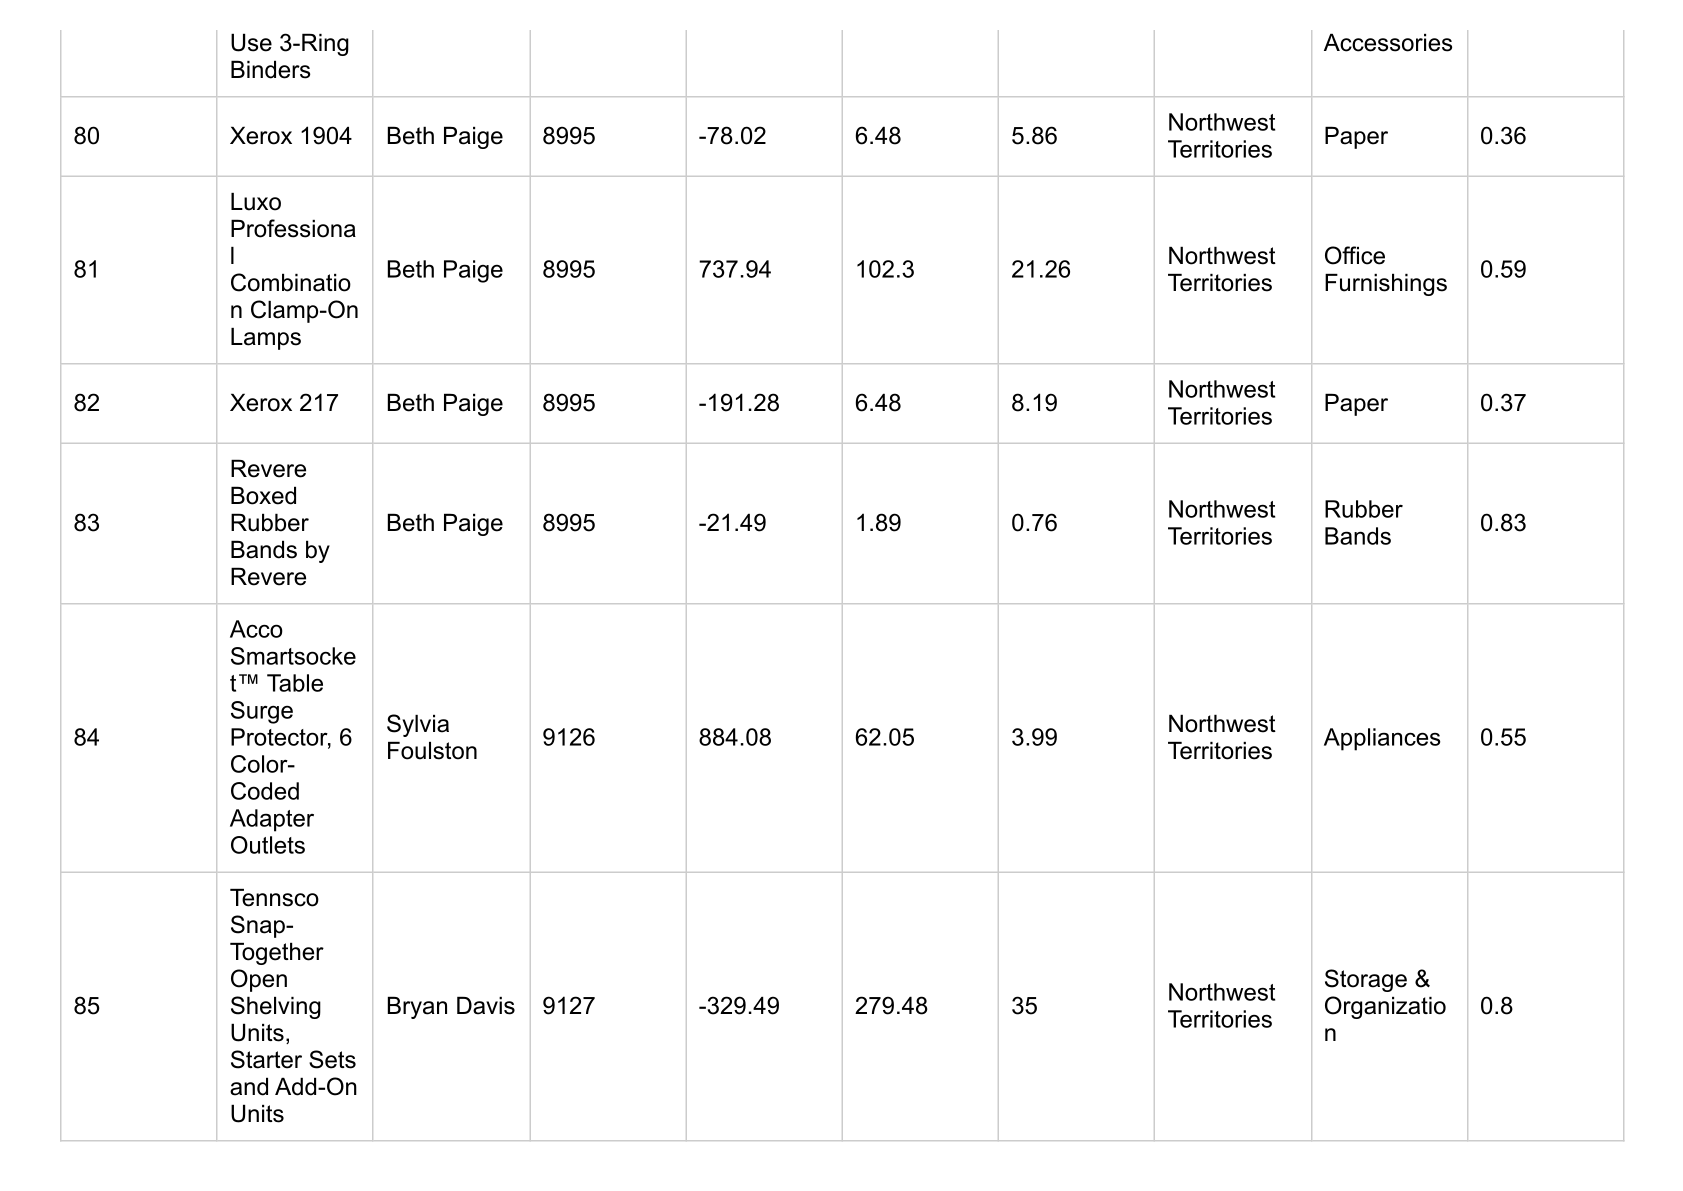 Use 3-Ring
Binders
Accessories
80
Xerox 1904
Beth Paige
8995
-78.02
6.48
5.86
Northwest
Territories
Paper
0.36
81
Luxo
Professiona
l
Combinatio
n Clamp-On
Lamps
Beth Paige
8995
737.94
102.3
21.26
Northwest
Territories
Office
Furnishings
0.59
82
Xerox 217
Beth Paige
8995
-191.28
6.48
8.19
Northwest
Territories
Paper
0.37
83
Revere
Boxed
Rubber
Bands by
Revere
Beth Paige
8995
-21.49
1.89
0.76
Northwest
Territories
Rubber
Bands
0.83
84
Acco
Smartsocke
t™ Table
Surge
Protector, 6
Color-
Coded
Adapter
Outlets
Sylvia
Foulston
9126
884.08
62.05
3.99
Northwest
Territories
Appliances
0.55
85
Tennsco
Snap-
Together
Open
Shelving
Units,
Starter Sets
and Add-On
Units
Bryan Davis
9127
-329.49
279.48
35
Northwest
Territories
Storage &
Organizatio
n
0.8